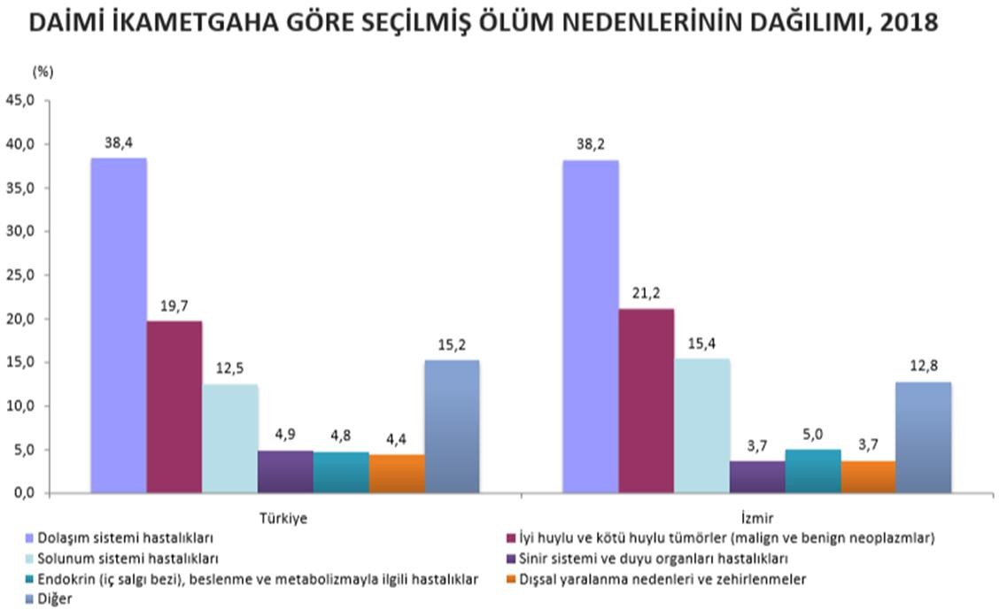 DAİMİ İKAMETGAHA GÖRE SEÇİLMİŞ ÖLÜM NEDENLERİNİN DAĞILIMI, 2018
(%)
45,0
40,0
35,0
30,0
25,0
20,0
15,0
10,0
5,0
0,0
38,4
19,7
12,5
4,9
4,8
4,4
15,2
38,2
21,2
15,4
3,7
5,0
3,7
12,8
Türkiye
İzmir
Dolaşım sistemi hastalıkları
İyi huylu ve kötü huylu tümörler (malign ve benign neoplazmlar)
Solunum sistemi hastalıkları
Sinir sistemi ve duyu organları hastalıkları
Endokrin (iç salgı bezi), beslenme ve metabolizmayla ilgili hastalıklar
Dışsal yaralanma nedenleri ve zehirlenmeler
Diğer